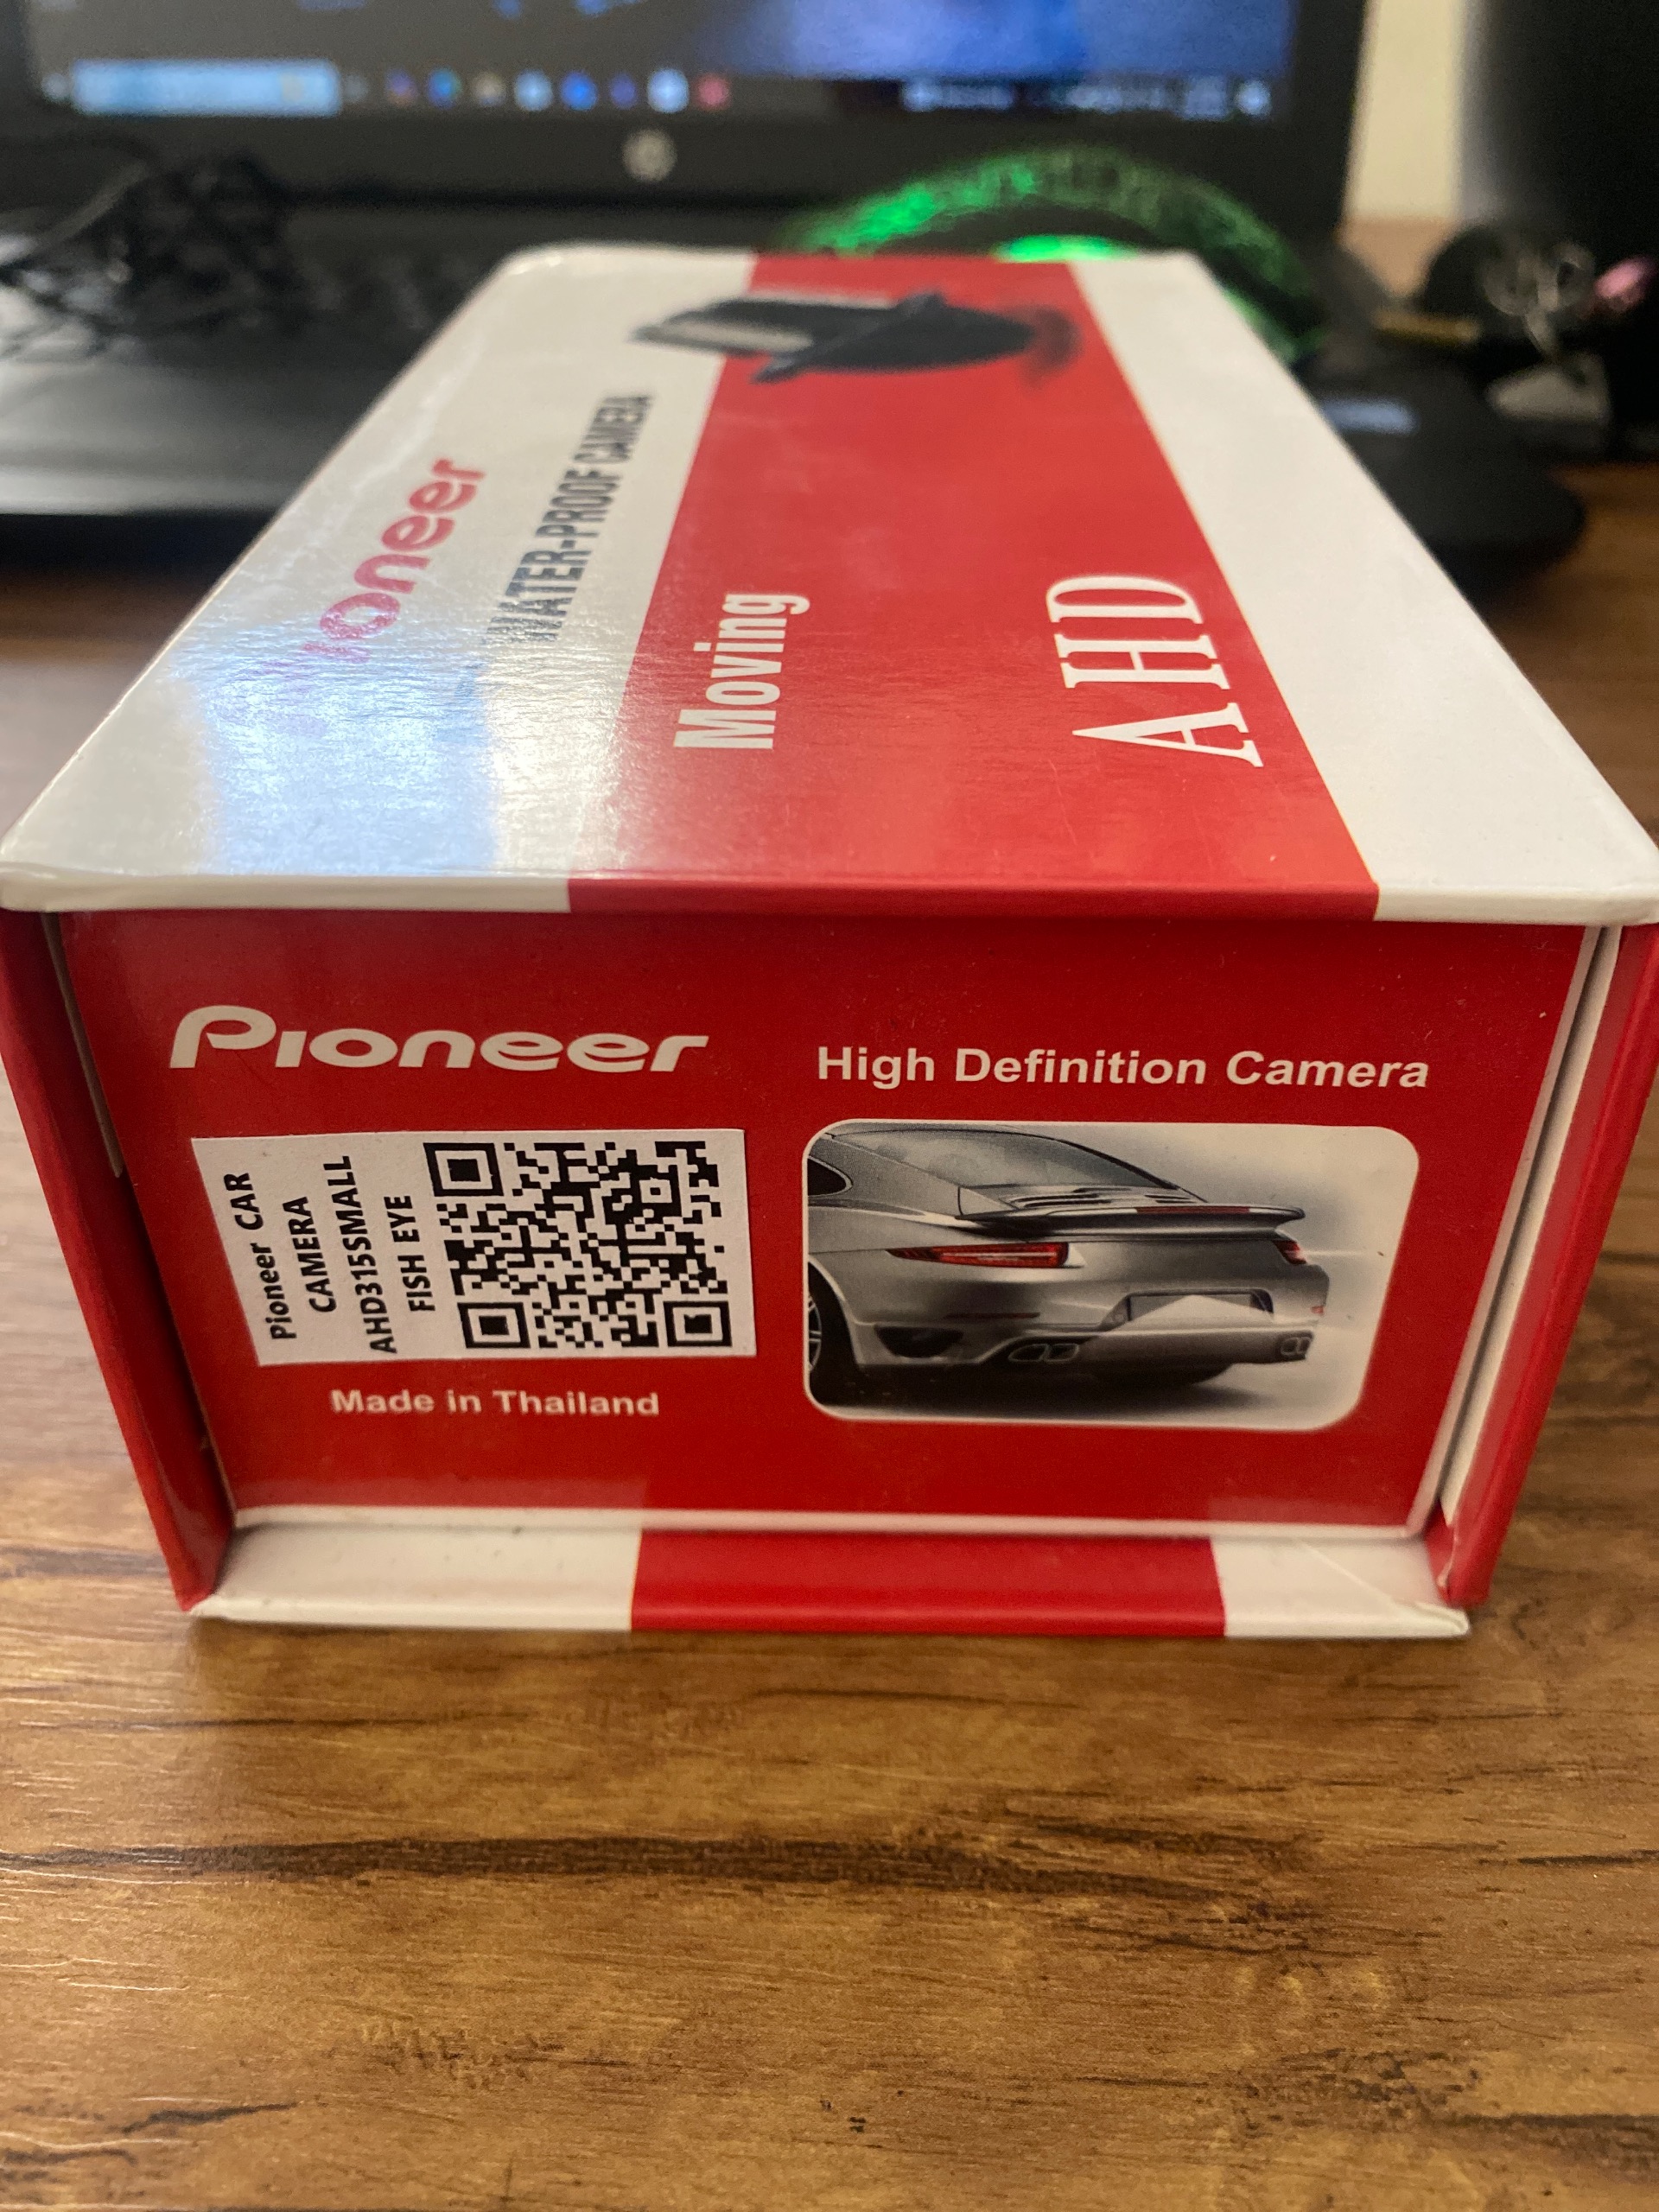 Pioneer
WATER-PROOF CAMERA
Moving
AHD
Pioneer
High Definition Camera
Pioneer CAR
CAMERA
AHD315SMALL
FISH EYE
Made in Thailand